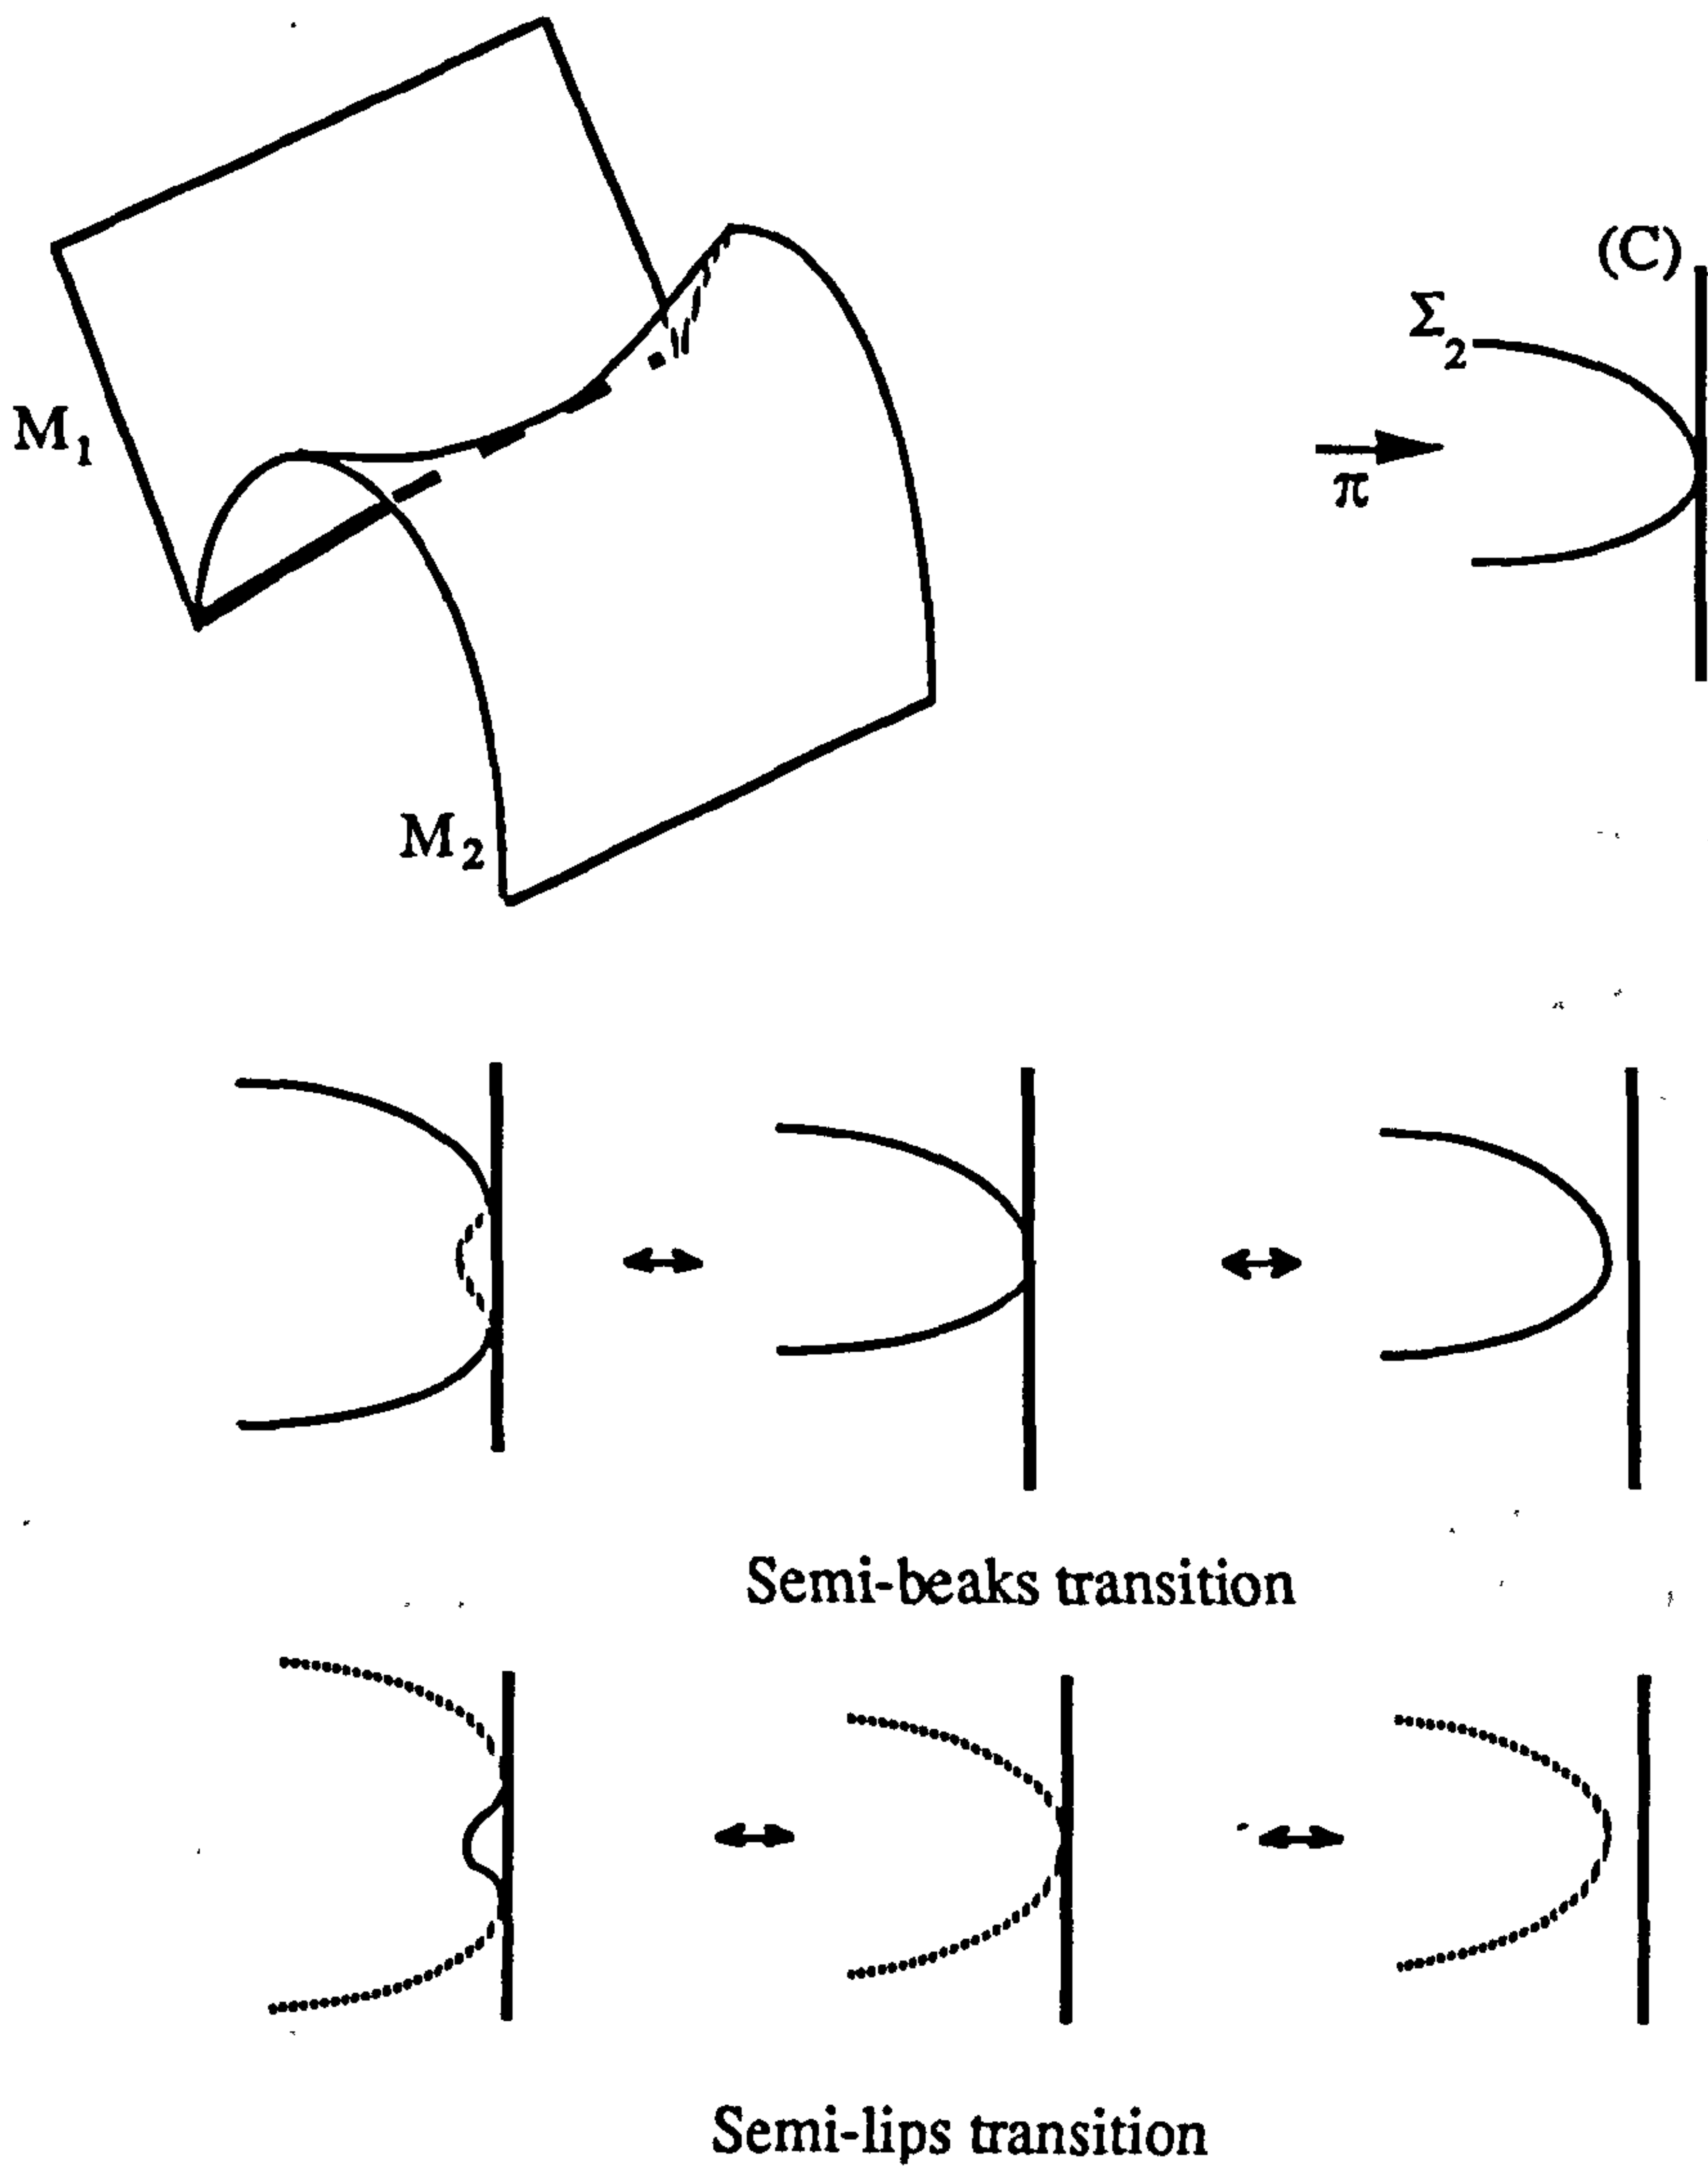 (C)
Σ₂
M₁
π
M₂
Semi-beaks transition
Semi-lips transition